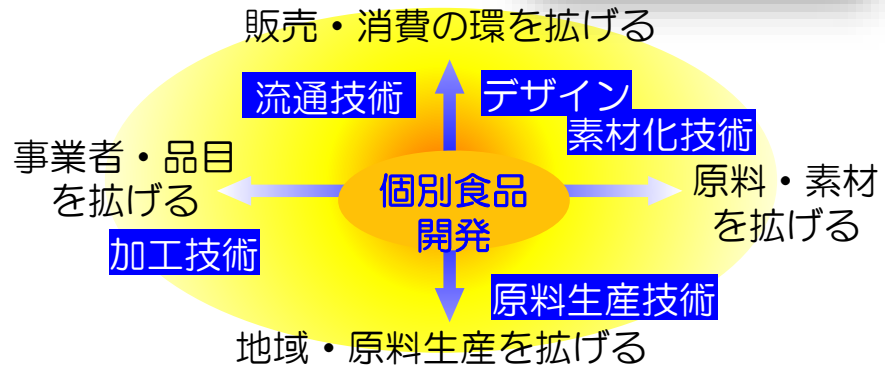 販売・消費の環を拡げる
流通技術
デザイン
素材化技術
事業者・品目
を拡げる
個別食品
開発
原料・素材
を拡げる
加工技術
原料生産技術
地域・原料生産を拡げる